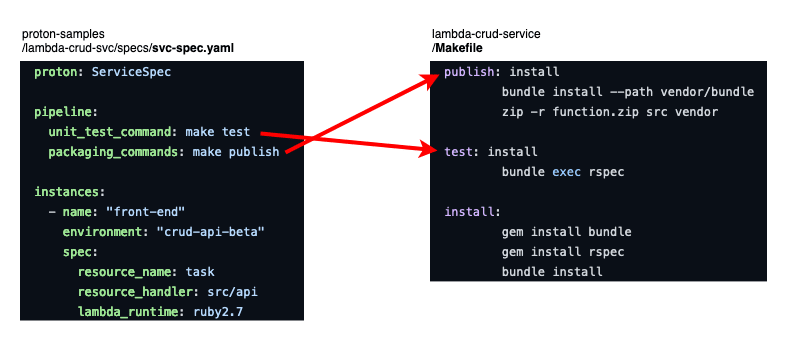 proton-samples
/lambda-crud-svc/specs/svc-spec.yaml
proton: ServiceSpec
pipeline:
unit_test_command: make test
packaging_commands: make publish
instances:
- name: "front-end"
environment: "crud-api-beta"
spec:
resource_name: task
resource_handler: src/api
lambda_runtime: ruby2.7
lambda-crud-service
/Makefile
publish: install
bundle install --path vendor/bundle
zip -r function.zip src vendor
test: install
bundle exec rspec
install:
gem install bundle
gem install rspec
bundle install